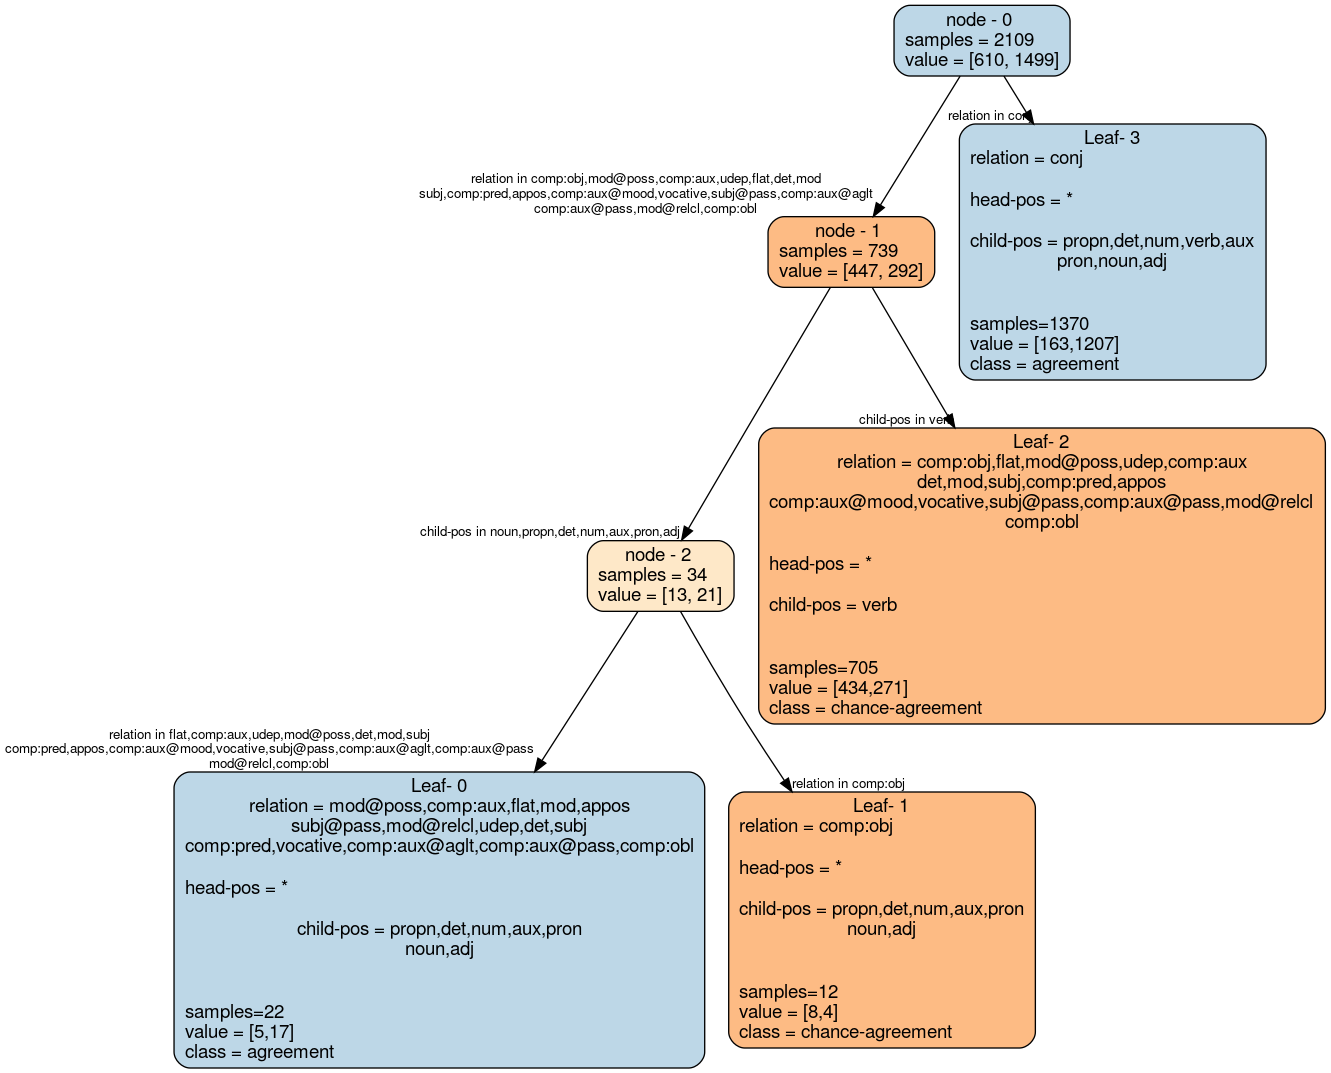 node - 0
samples = 2109
value = [610, 1499]
relation in con
Leaf- 3
relation = conj
head-pos = *
child-pos = propn,det,num,verb,aux
pron,noun,adj
samples=1370
value = [163,1207]
class = agreement
relation in comp:obj,mod@poss,comp:aux,udep,flat,det,mod
subj,comp:pred,appos,comp:aux@mood,vocative,subj@pass,comp:aux@aglt
comp:aux@pass,mod@relcl,comp:obl
node - 1
samples = 739
value = [447, 292]
child-pos in verb
Leaf- 2
relation = comp:obj,flat,mod@poss,udep,comp:aux
det,mod,subj,comp:pred,appos
comp:aux@mood,vocative,subj@pass,comp:aux@pass,mod@relcl
comp:obl
head-pos = *
child-pos = verb
samples=705
value = [434,271]
class = chance-agreement
child-pos in noun,propn,det,num,aux,pron,adj
node - 2
samples = 34
value = [13, 21]
relation in flat,comp:aux,udep,mod@poss,det,mod,subj
comp:pred,appos,comp:aux@mood,vocative,subj@pass,comp:aux@aglt,comp:aux@pass
mod@relcl,comp:obl
Leaf- 0
relation = mod@poss,comp:aux,flat,mod,appos
subj@pass,mod@relcl,udep,det,subj
comp:pred,vocative,comp:aux@aglt,comp:aux@pass,comp:obl
head-pos = *
child-pos = propn,det,num,aux,pron
noun,adj
samples=22
value = [5,17]
class = agreement
relation in comp:obj
Leaf- 1
relation = comp:obj
head-pos = *
child-pos = propn,det,num,aux,pron
noun,adj
samples=12
value = [8,4]
class = chance-agreement